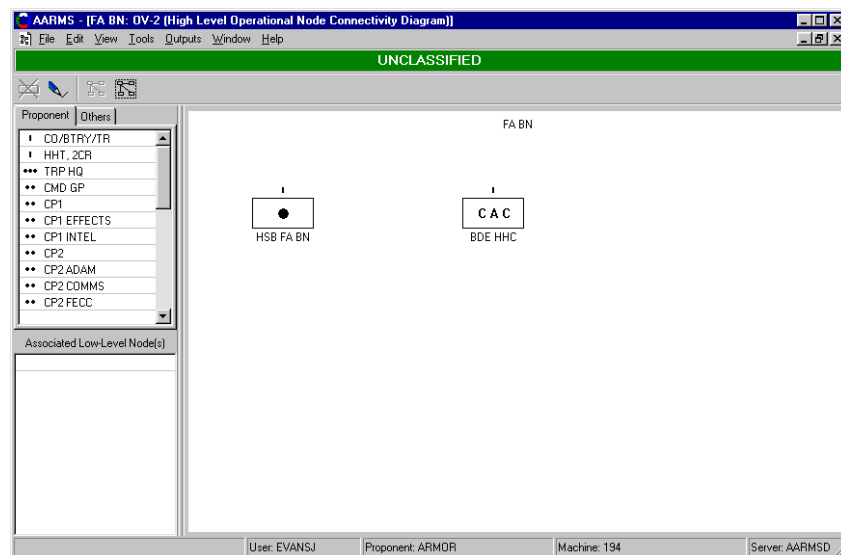 AARMS - [FA BN: OV-2 (High Level Operational Node Connectivity Diagram)]
File Edit View Tools Outputs Window Help
UNCLASSIFIED
Proponent Others
CO/BTRY/TR
HHT, 2CR
TRP HQ
CMD GP
CP1
CP1 EFFECTS
CP1 INTEL
CP2
CP2 ADAM
CP2 COMMS
CP2 FECC
Associated Low-Level Node(s)
FA BN
HSB FA BN
C A C
BDE HHC
User: EVANSJ Proponent: ARMOR Machine: 194 Server: AARMSD